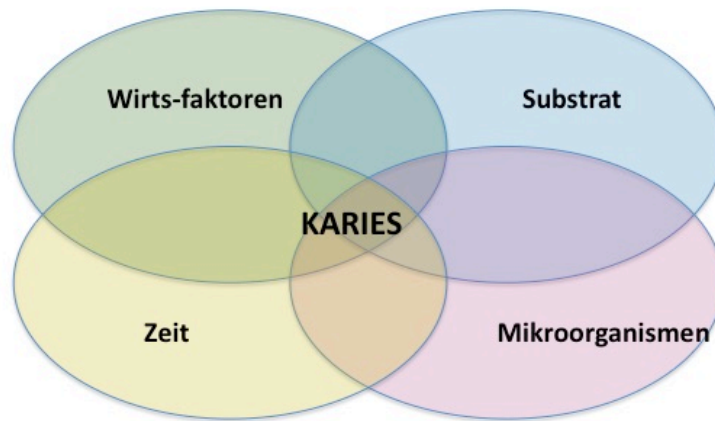 Wirts-faktoren
Substrat
KARIES
Zeit
Mikroorganismen